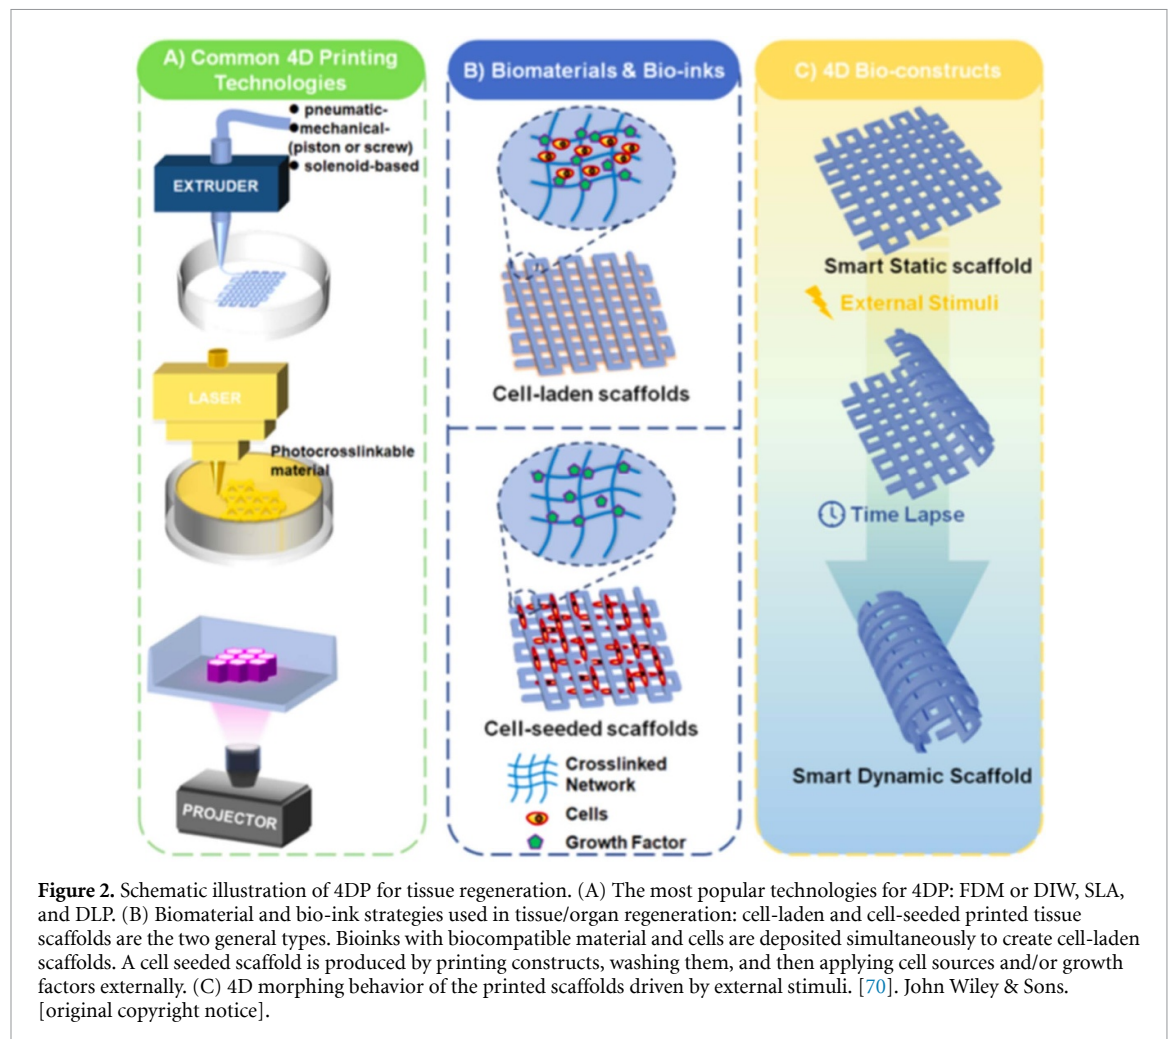 A) Common 4D Printing
Technologies
● pneumatic-
●mechanical-
(piston or screw)
● solenoid-based
EXTRUDER
LASER
Photocrosslinkable
material
PROJECTOR
B) Biomaterials & Bio-inks
Cell-laden scaffolds
Cell-seeded scaffolds
Crosslinked
Network
Cells
Growth Factor
C) 4D Bio-constructs
Smart Static scaffold
External Stimuli
Time Lapse
Smart Dynamic Scaffold
Figure 2. Schematic illustration of 4DP for tissue regeneration. (A) The most popular technologies for 4DP: FDM or DIW, SLA,
and DLP. (B) Biomaterial and bio-ink strategies used in tissue/organ regeneration: cell-laden and cell-seeded printed tissue
scaffolds are the two general types. Bioinks with biocompatible material and cells are deposited simultaneously to create cell-laden
scaffolds. A cell seeded scaffold is produced by printing constructs, washing them, and then applying cell sources and/or growth
factors externally. (C) 4D morphing behavior of the printed scaffolds driven by external stimuli. [70]. John Wiley & Sons.
[original copyright notice].